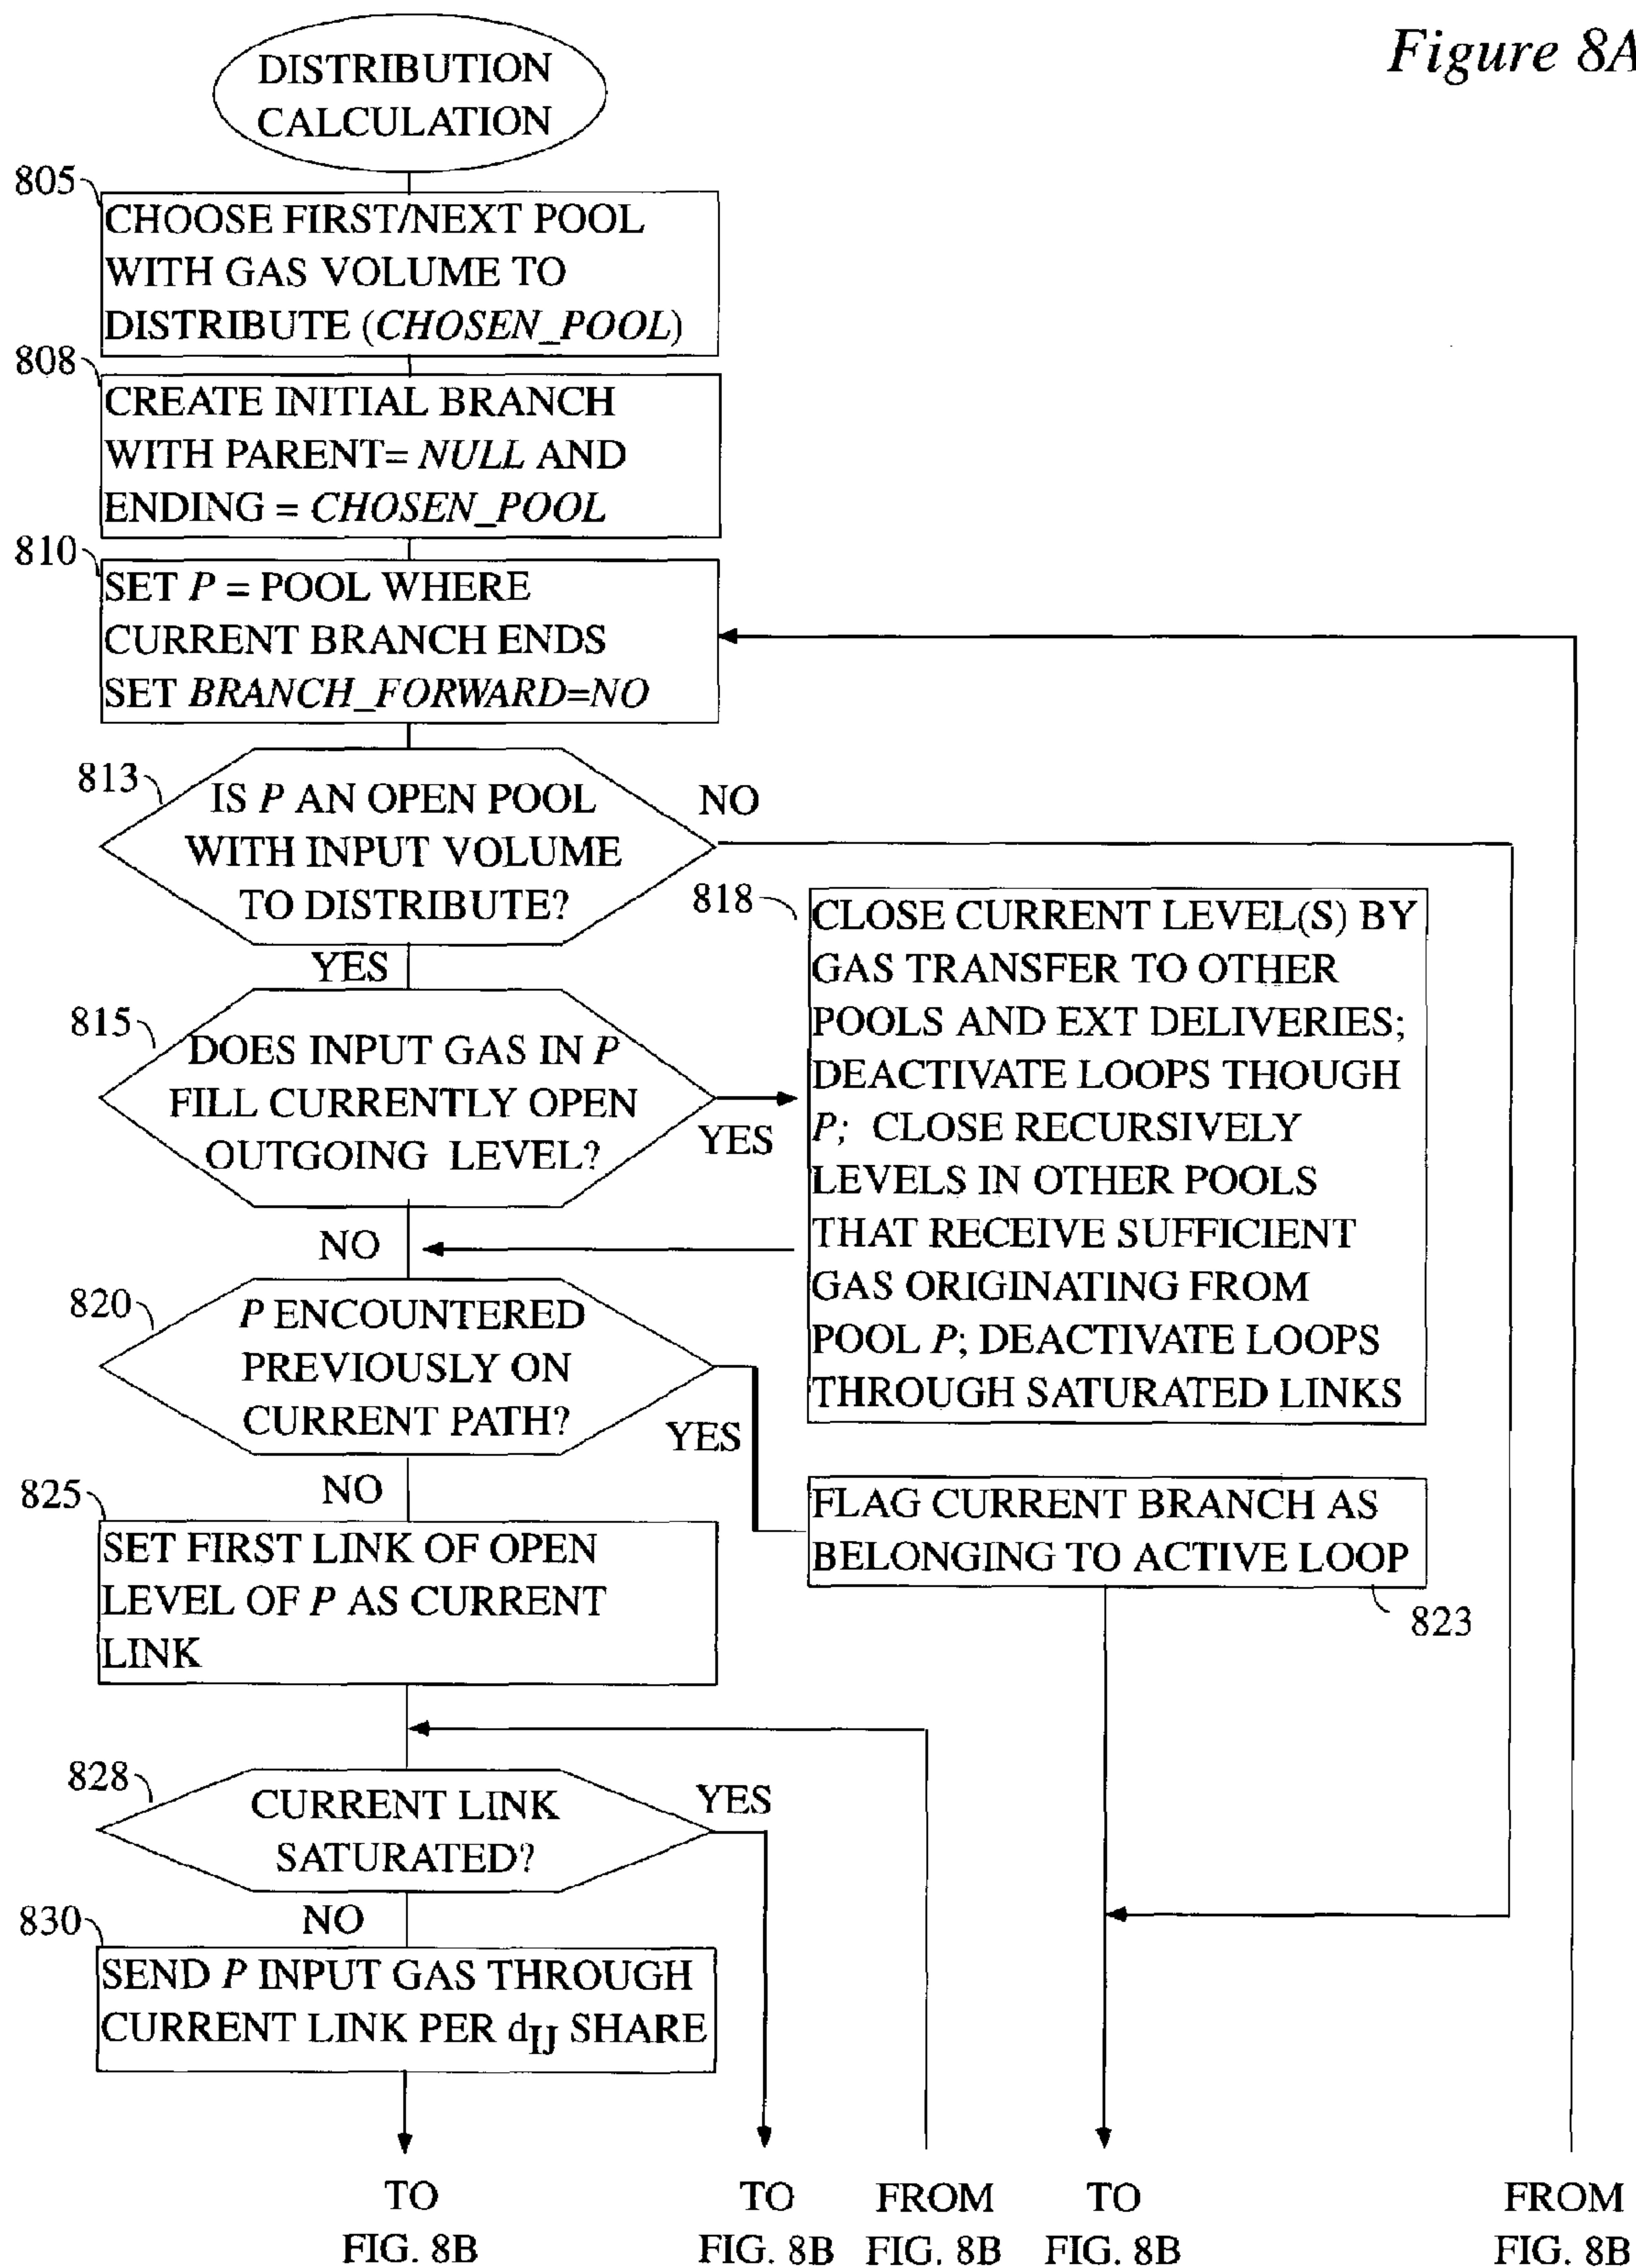 Figure 8A
DISTRIBUTION
CALCULATION
805
CHOOSE FIRST/NEXT POOL
WITH GAS VOLUME TO
DISTRIBUTE (CHOSEN_POOL)
808
CREATE INITIAL BRANCH
WITH PARENT= NULL AND
ENDING = CHOSEN_POOL
810
SET P = POOL WHERE
CURRENT BRANCH ENDS
SET BRANCH_FORWARD=NO
813
IS P AN OPEN POOL
WITH INPUT VOLUME
TO DISTRIBUTE?
NO
YES
815
DOES INPUT GAS IN P
FILL CURRENTLY OPEN
OUTGOING LEVEL?
YES
NO
818
CLOSE CURRENT LEVEL(S) BY
GAS TRANSFER TO OTHER
POOLS AND EXT DELIVERIES;
DEACTIVATE LOOPS THOUGH
P; CLOSE RECURSIVELY
LEVELS IN OTHER POOLS
THAT RECEIVE SUFFICIENT
GAS ORIGINATING FROM
POOL P; DEACTIVATE LOOPS
THROUGH SATURATED LINKS
820
P ENCOUNTERED
PREVIOUSLY ON
CURRENT PATH?
YES
NO
FLAG CURRENT BRANCH AS
BELONGING TO ACTIVE LOOP
823
825
SET FIRST LINK OF OPEN
LEVEL OF P AS CURRENT
LINK
828
CURRENT LINK
SATURATED?
YES
NO
830
SEND P INPUT GAS THROUGH
CURRENT LINK PER dIJ SHARE
TO
FIG. 8B
TO
FIG. 8B
FROM
FIG. 8B
TO
FIG. 8B
FROM
FIG. 8B